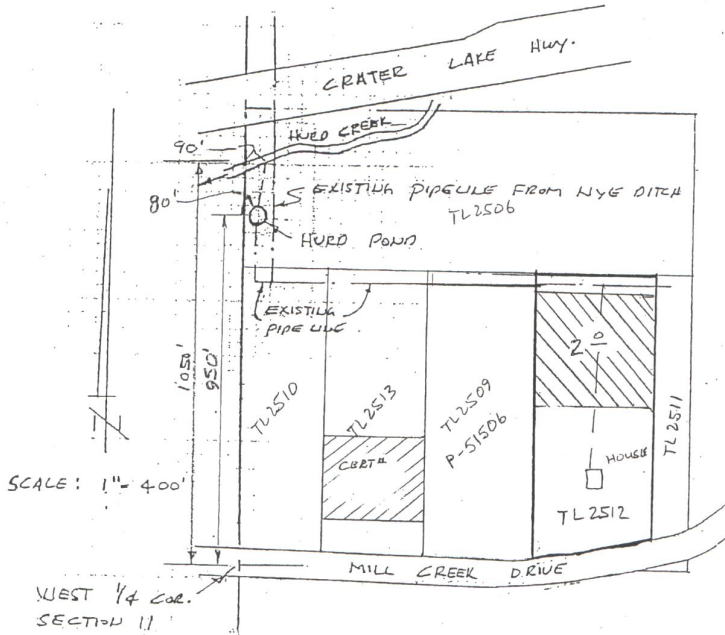 CRATER LAKE HWY.
HURD CREEK
90'
80'
EXISTING PIPELINE FROM NYE DITCH
TL2506
HURD POND
EXISTING
PIPE LINE
1050'
950'
TL2510
TL2513
TL2509
P-51506
2.0
TL2511
CERT#
HOUSE
TL2512
SCALE: 1"- 400'
MILL CREEK DRIVE
WEST 1/4 COR.
SECTION 11